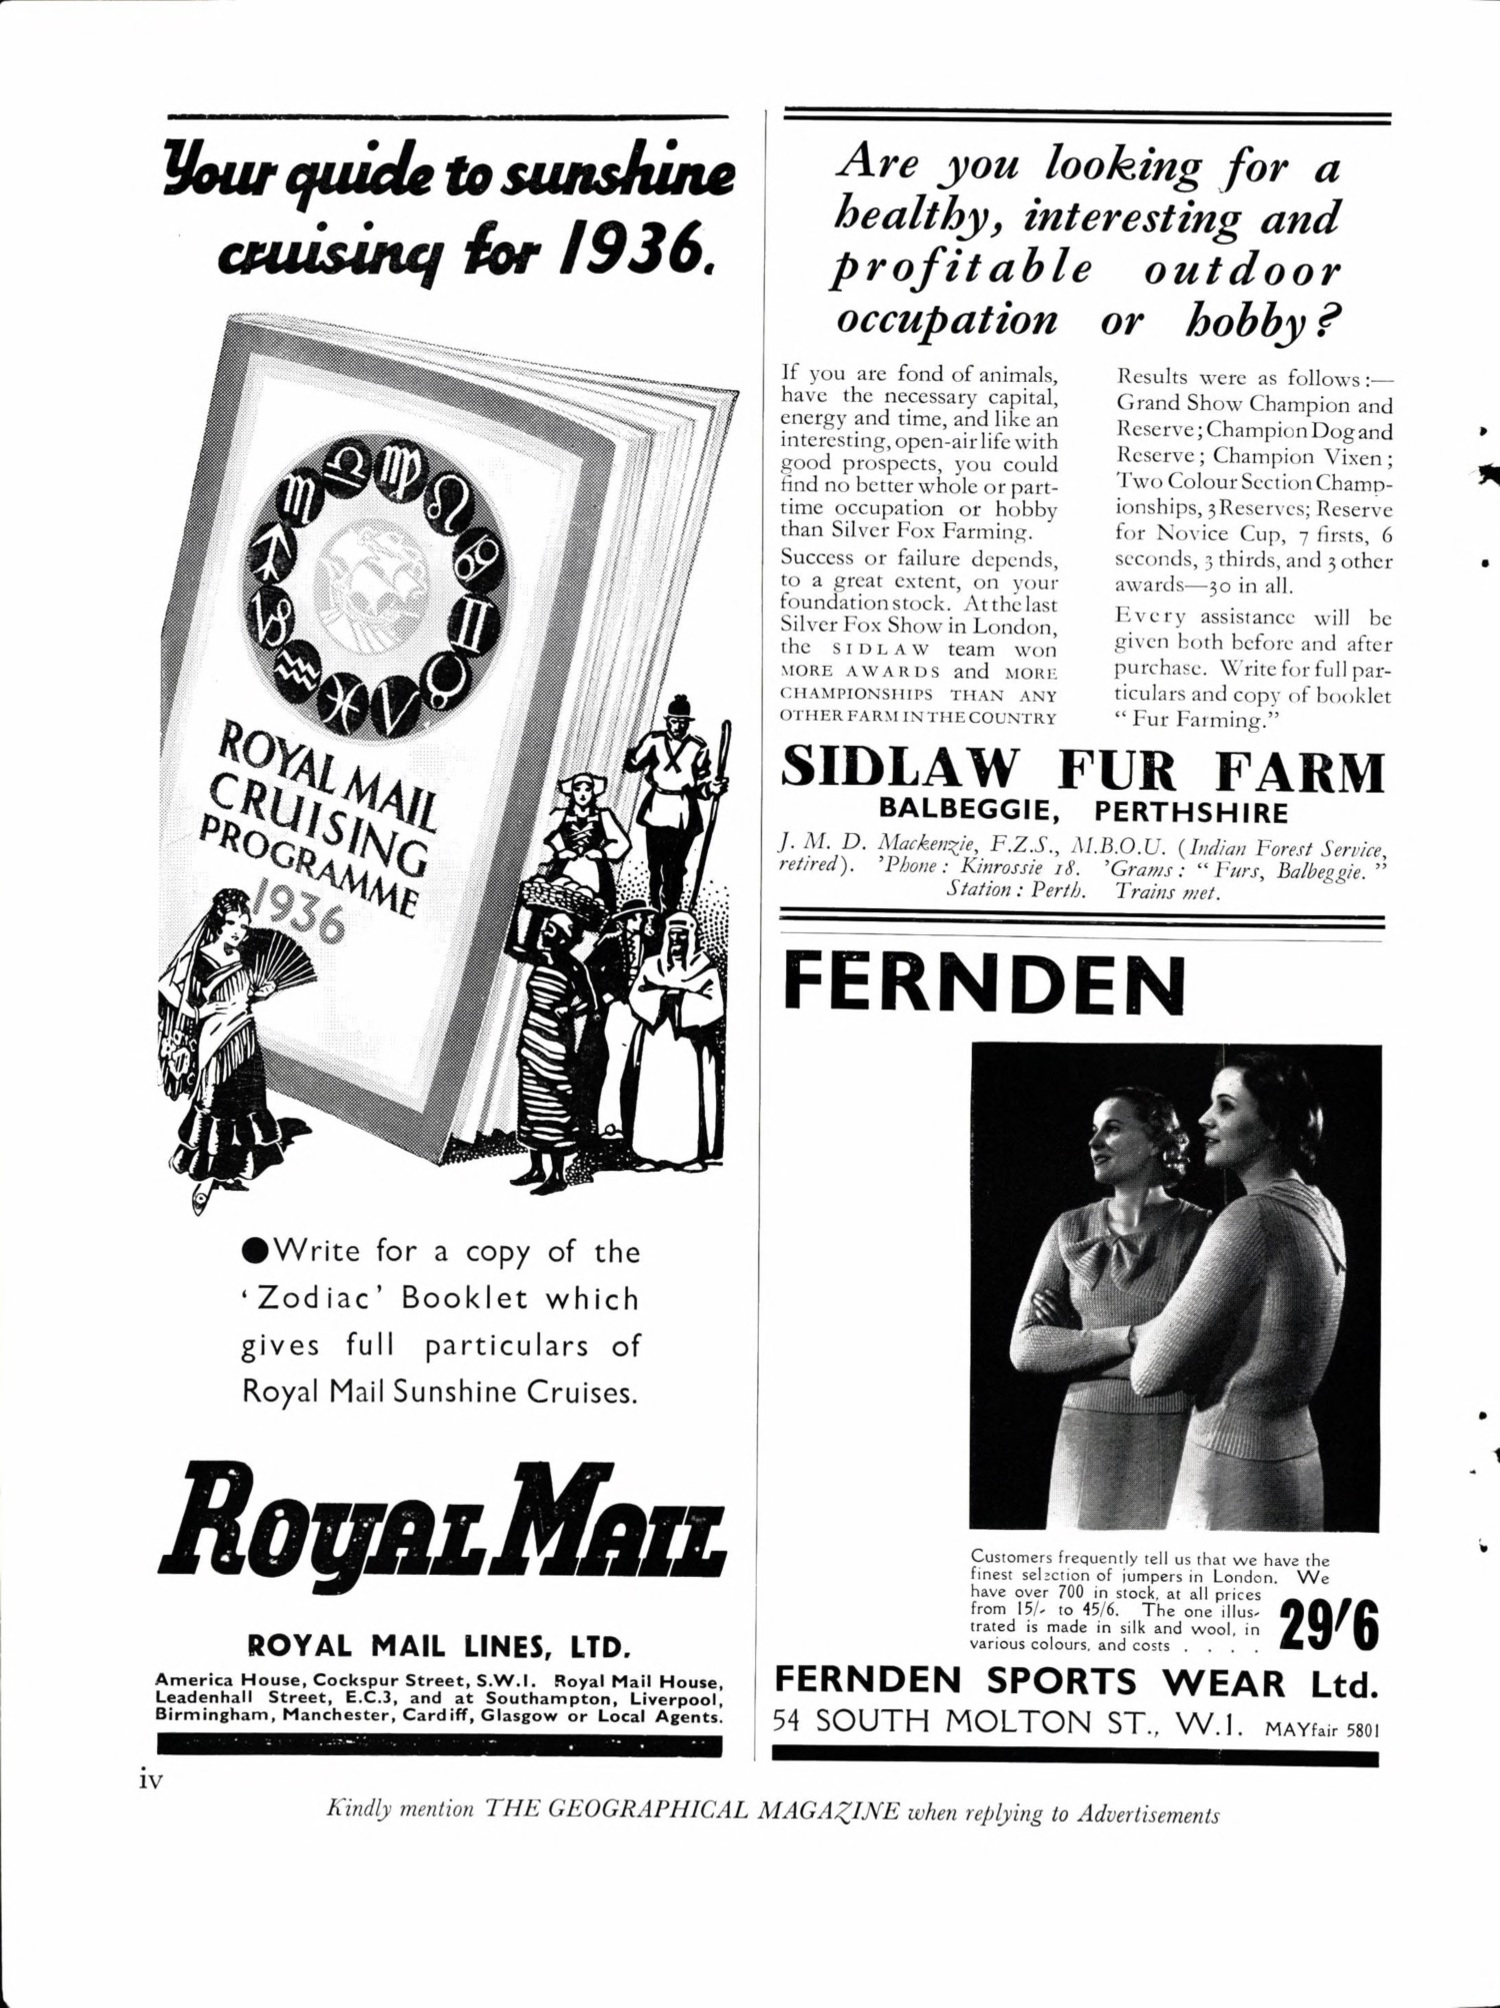 Your guide to sunshine
cruising for 1936.
ROYAL MAIL
CRUISING
PROGRAMME
1936
●Write for a copy of the
‘Zodiac’ Booklet which
gives full particulars of
Royal Mail Sunshine Cruises.
ROYAL MAIL
ROYAL MAIL LINES, LTD.
America House, Cockspur Street, S.W.1. Royal Mail House,
Leadenhall Street, E.C.3, and at Southampton, Liverpool,
Birmingham, Manchester, Cardiff, Glasgow or Local Agents.
Are you looking for a
healthy, interesting and
profitable outdoor
occupation or hobby?
If you are fond of animals,
have the necessary capital,
energy and time, and like an
interesting, open-air life with
good prospects, you could
find no better whole or part-
time occupation or hobby
than Silver Fox Farming.
Success or failure depends,
to a great extent, on your
foundation stock. At the last
Silver Fox Show in London,
the SIDLAW team won
MORE AWARDS and MORE
CHAMPIONSHIPS THAN ANY
OTHER FARM IN THE COUNTRY
Results were as follows:—
Grand Show Champion and
Reserve; Champion Dog and
Reserve; Champion Vixen;
Two Colour Section Champ-
ionships, 3 Reserves; Reserve
for Novice Cup, 7 firsts, 6
seconds, 3 thirds, and 3 other
awards—30 in all.
Every assistance will be
given both before and after
purchase. Write for full par-
ticulars and copy of booklet
“Fur Farming.”
SIDLAW FUR FARM
BALBEGGIE, PERTHSHIRE
J. M. D. Mackenzie, F.Z.S., M.B.O.U. (Indian Forest Service,
retired). ’Phone: Kinrossie 18. ’Grams: “Furs, Balbeggie.”
Station: Perth. Trains met.
FERNDEN
Customers frequently tell us that we have the
finest selection of jumpers in London. We
have over 700 in stock, at all prices
from 15/- to 45/6. The one illus-
trated is made in silk and wool, in
various colours, and costs . . . .
29/6
FERNDEN SPORTS WEAR Ltd.
54 SOUTH MOLTON ST., W.1. MAYfair 5801
iv
Kindly mention THE GEOGRAPHICAL MAGAZINE when replying to Advertisements